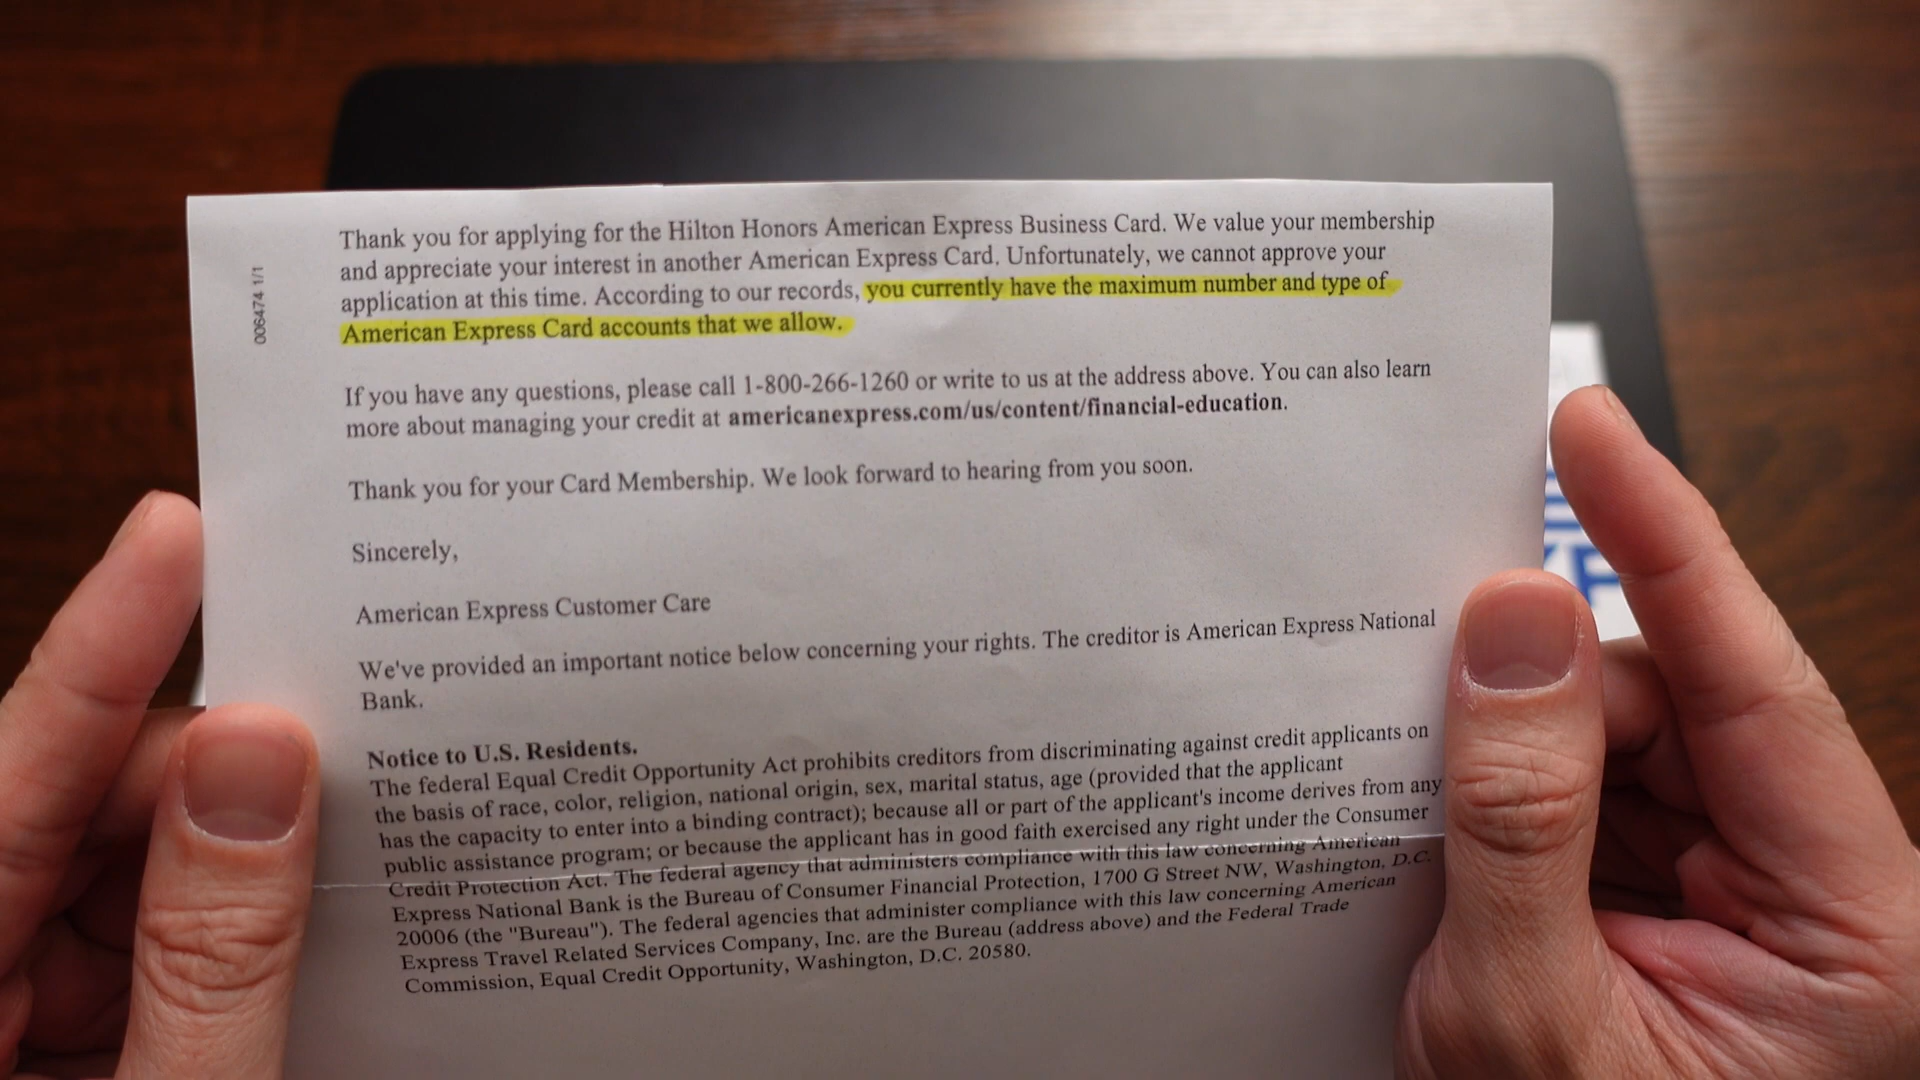 006474 1/1
Thank you for applying for the Hilton Honors American Express Business Card. We value your membership
and appreciate your interest in another American Express Card. Unfortunately, we cannot approve your
application at this time. According to our records, you currently have the maximum number and type of
American Express Card accounts that we allow.
If you have any questions, please call 1-800-266-1260 or write to us at the address above. You can also learn
more about managing your credit at americanexpress.com/us/content/financial-education.
Thank you for your Card Membership. We look forward to hearing from you soon.
Sincerely,
American Express Customer Care
We've provided an important notice below concerning your rights. The creditor is American Express National
Bank.
Notice to U.S. Residents.
The federal Equal Credit Opportunity Act prohibits creditors from discriminating against credit applicants on
the basis of race, color, religion, national origin, sex, marital status, age (provided that the applicant
has the capacity to enter into a binding contract); because all or part of the applicant's income derives from any
public assistance program; or because the applicant has in good faith exercised any right under the Consumer
Credit Protection Act. The federal agency that administers compliance with this law concerning American
Express National Bank is the Bureau of Consumer Financial Protection, 1700 G Street NW, Washington, D.C.
20006 (the "Bureau"). The federal agencies that administer compliance with this law concerning American
Express Travel Related Services Company, Inc. are the Bureau (address above) and the Federal Trade
Commission, Equal Credit Opportunity, Washington, D.C. 20580.